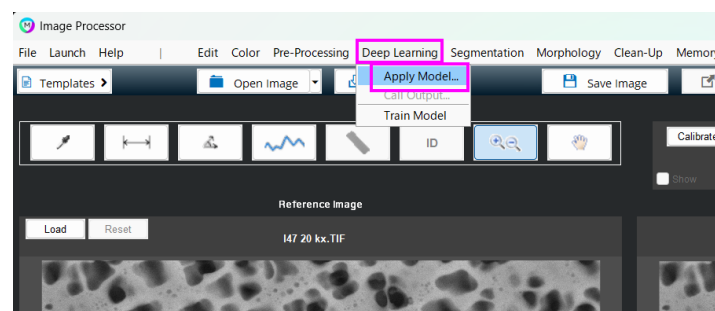 Image Processor
File Launch Help | Edit Color Pre-Processing Deep Learning Segmentation Morphology Clean-Up Memory
Templates Open Image Save Image
Apply Model...
Call Output...
Train Model
ID
Calibrate
Show
Reference Image
Load Reset I47 20 kx.TIF